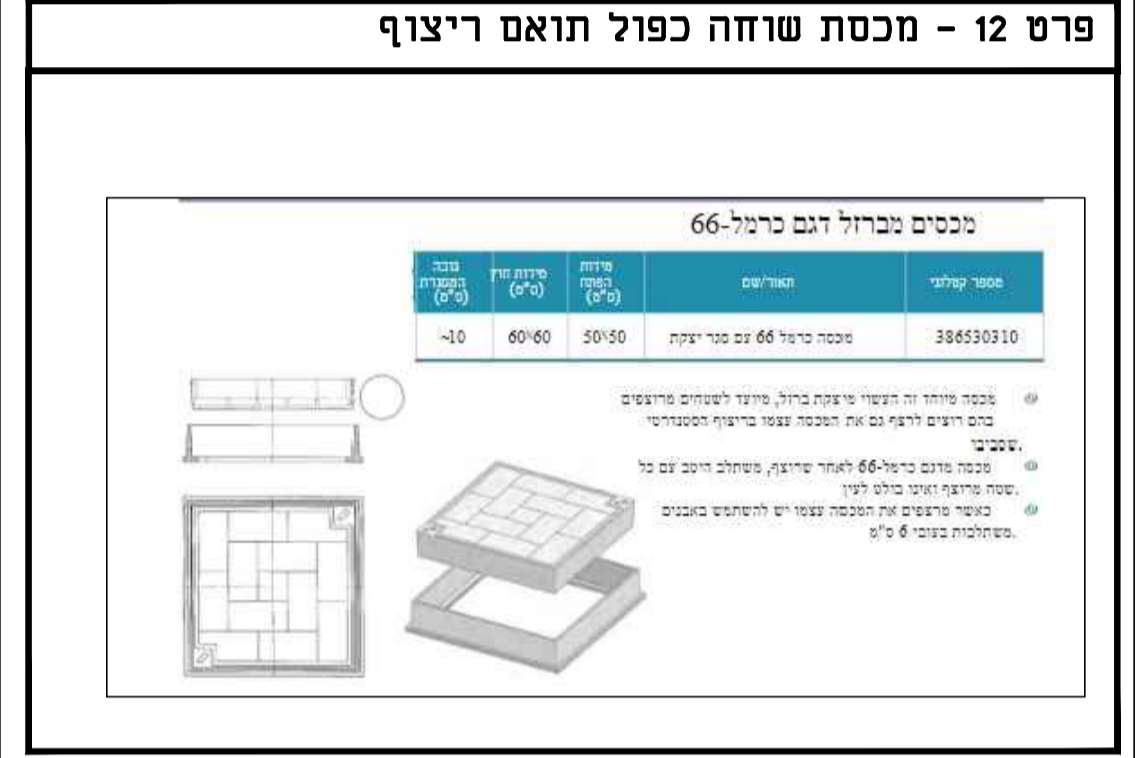 פרט 12 - מכסת שוחה כפול תואם ריצוף
מכסים מברזל דגם כרמל-66
מספר קטלוגי
תאור/שם
מידות הפתח (ס"מ)
מידות חוץ (ס"מ)
גובה המסגרת (ס"מ)
386530310
מכסה כרמל 66 עם סגר יצקת
50x50
60x60
~10
מכסה מיוחד זה העשוי מיצקת ברזל, מיועד לשטחים מרוצפים
בהם רוצים לרצף גם את המכסה עצמו בריצוף הסטנדרטי
שסביבו.
מכסה מדגם כרמל-66 לאחר שרוצף, משתלב היטב עם כל
שטח מרוצף ואינו בולט לעין.
כאשר מרצפים את המכסה עצמו יש להשתמש באבנים
משתלבות בעובי 6 ס"מ.